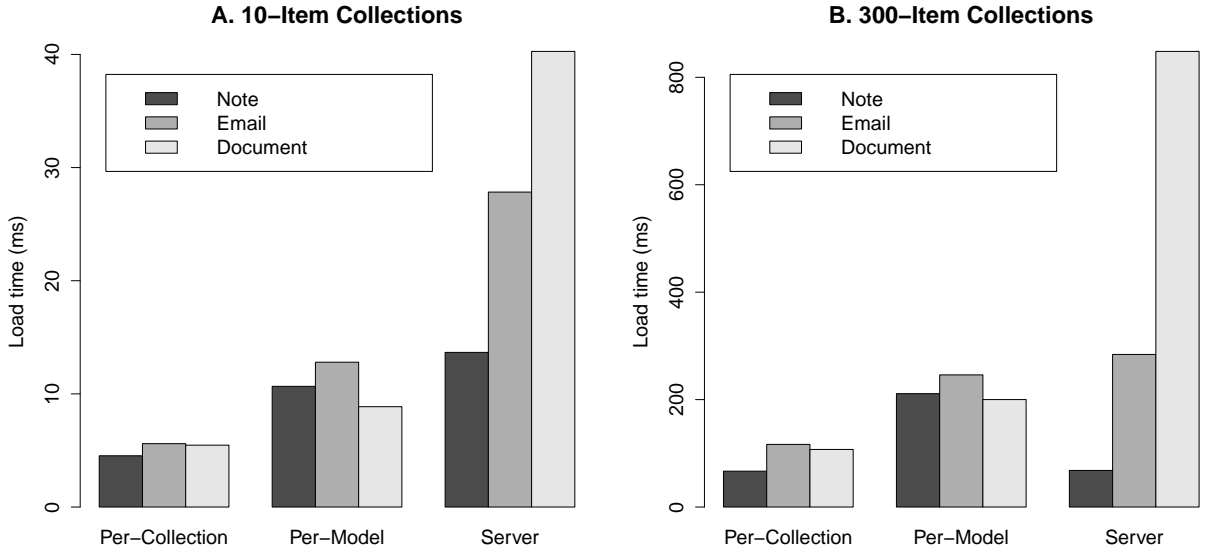 A. 10−Item Collections
Load time (ms)
0
10
20
30
40
Note
Email
Document
Per−Collection
Per−Model
Server
B. 300−Item Collections
Load time (ms)
0
200
400
600
800
Note
Email
Document
Per−Collection
Per−Model
Server